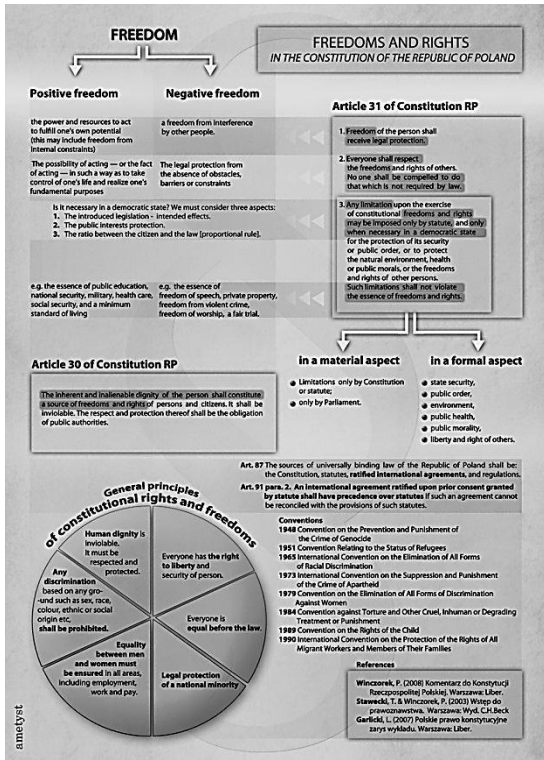 FREEDOM
FREEDOMS AND RIGHTS
IN THE CONSTITUTION OF THE REPUBLIC OF POLAND
Positive freedom
the power and resources to act
to fulfill one's own potential
(this may include freedom from
internal constraints)
The possibility of acting — or the fact
of acting — in such a way as to take
control of one's life and realize one's
fundamental purposes
Negative freedom
a freedom from interference
by other people.
The legal protection from
the absence of obstacles,
barriers or constraints
Is it necessary in a democratic state? We must consider three aspects:
1. The introduced legislation - intended effects.
2. The public interests protection.
3. The ratio between the citizen and the law [proportional rule].
e.g. the essence of public education,
national security, military, health care,
social security, and a minimum
standard of living
e.g. the essence of
freedom of speech, private property,
freedom from violent crime,
freedom of worship, a fair trial.
Article 31 of Constitution RP
1. Freedom of the person shall
receive legal protection.
2. Everyone shall respect
the freedoms and rights of others.
No one shall be compelled to do
that which is not required by law.
3. Any limitation upon the exercise
of constitutional freedoms and rights
may be imposed only by statute, and only
when necessary in a democratic state
for the protection of its security
or public order, or to protect
the natural environment, health
or public morals, or the freedoms
and rights of other persons.
Such limitations shall not violate
the essence of freedoms and rights.
in a material aspect
Limitations only by Constitution
or statute;
only by Parliament.
in a formal aspect
state security,
public order,
environment,
public health,
public morality,
liberty and right of others.
Article 30 of Constitution RP
The inherent and inalienable dignity of the person shall constitute
a source of freedoms and rights of persons and citizens. It shall be
inviolable. The respect and protection thereof shall be the obligation
of public authorities.
Art. 87 The sources of universally binding law of the Republic of Poland shall be:
the Constitution, statutes, ratified international agreements, and regulations.
Art. 91 para. 2. An international agreement ratified upon prior consent granted
by statute shall have precedence over statutes if such an agreement cannot
be reconciled with the provisions of such statutes.
General principles
of constitutional rights and freedoms
Human dignity is
inviolable.
It must be
respected and
protected.
Everyone has the right
to liberty and
security of person.
Any
discrimination
based on any gro-
und such as sex, race,
colour, ethnic or social
origin etc,
shall be prohibited.
Everyone is
equal before the law.
Equality
between men
and women must
be ensured in all areas,
including employment,
work and pay.
Legal protection
of a national minority
Conventions
1948 Convention on the Prevention and Punishment of
the Crime of Genocide
1951 Convention Relating to the Status of Refugees
1965 International Convention on the Elimination of All Forms
of Racial Discrimination
1973 International Convention on the Suppression and Punishment
of the Crime of Apartheid
1979 Convention on the Elimination of All Forms of Discrimination
Against Women
1984 Convention against Torture and Other Cruel, Inhuman or Degrading
Treatment or Punishment
1989 Convention on the Rights of the Child
1990 International Convention on the Protection of the Rights of All
Migrant Workers and Members of Their Families
References
Winczorek, P. (2008) Komentarz do Konstytucji
Rzeczpospolitej Polskiej. Warszawa: Liber.
Stawecki, T. & Winczorek, P. (2003) Wstęp do
prawoznawstwa. Warszawa: Wyd. C.H.Beck
Garlicki, L. (2007) Polskie prawo konstytucyjne
zarys wykładu. Warszawa: Liber.
ametyst